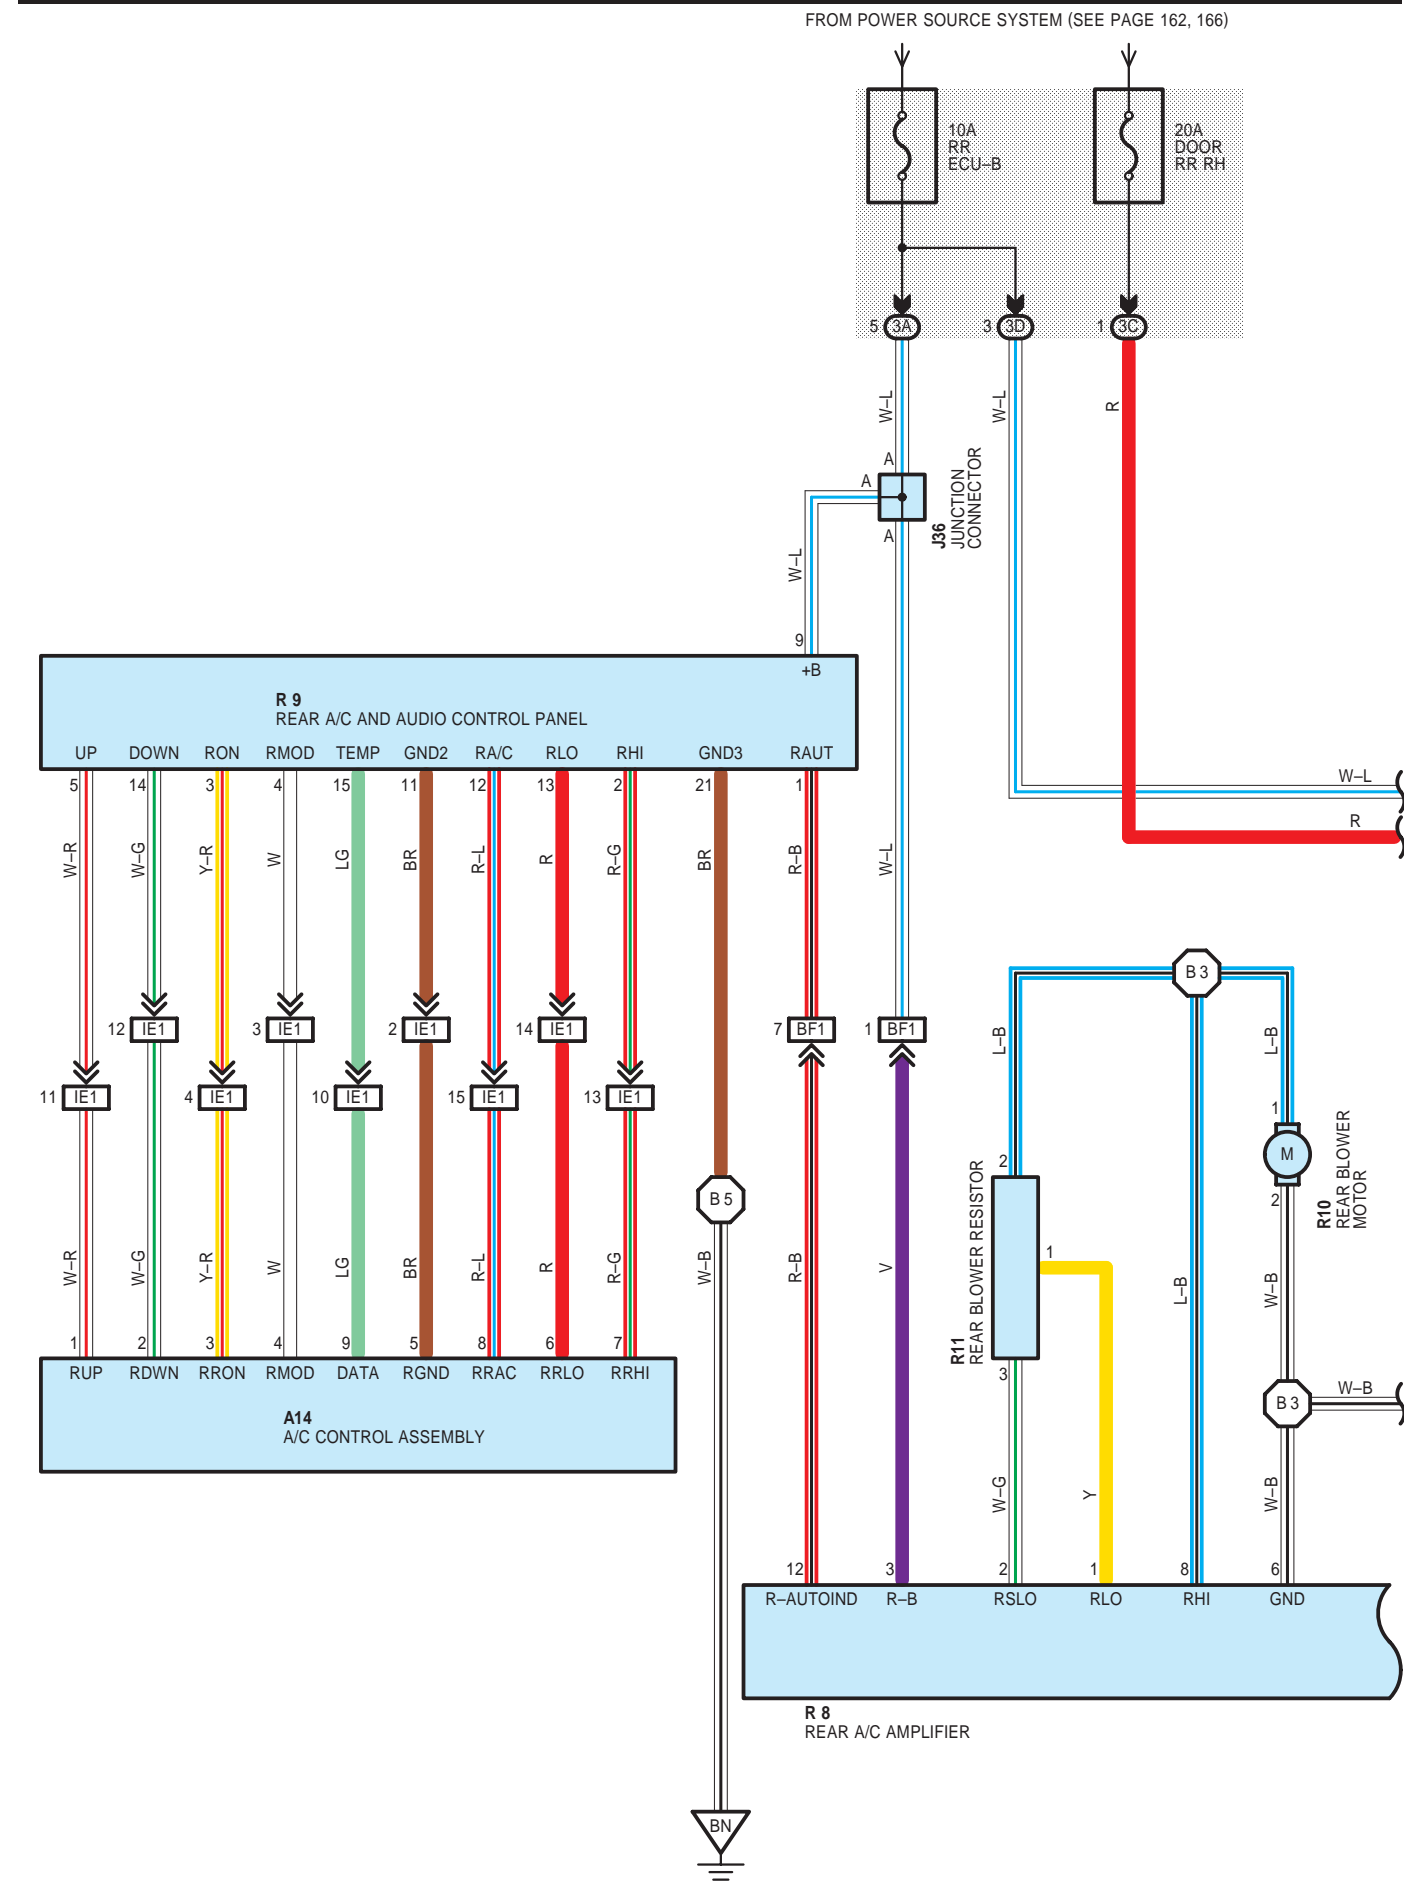 FROM POWER SOURCE SYSTEM (SEE PAGE 162, 166)
10A
RR
ECU–B
20A
DOOR
RR RH
5 3A
3 3D
1 3C
W–L
W–L
R
A
A
A
J36
JUNCTION
CONNECTOR
W–L
9
+B
R 9
REAR A/C AND AUDIO CONTROL PANEL
UP DOWN RON RMOD TEMP GND2 RA/C RLO RHI GND3 RAUT
5 14 3 4 15 11 12 13 2 21 1
W–L
R
W–R W–G Y–R W LG BR R–L R R–G BR R–B W–L
B 3
12 IE1 3 IE1 2 IE1 14 IE1 7 BF1 1 BF1
L–B L–B
11 IE1 4 IE1 10 IE1 15 IE1 13 IE1
1
M
2
R10
REAR BLOWER
MOTOR
2
1
3
R11
REAR BLOWER RESISTOR
B 5
W–R W–G Y–R W LG BR R–L R R–G W–B R–B V L–B W–B
1 2 3 4 9 5 8 6 7
RUP RDWN RRON RMOD DATA RGND RRAC RRLO RRHI
A14
A/C CONTROL ASSEMBLY
B 3
W–B
W–G Y W–B
12 3 2 1 8 6
R–AUTOIND R–B RSLO RLO RHI GND
R 8
REAR A/C AMPLIFIER
BN